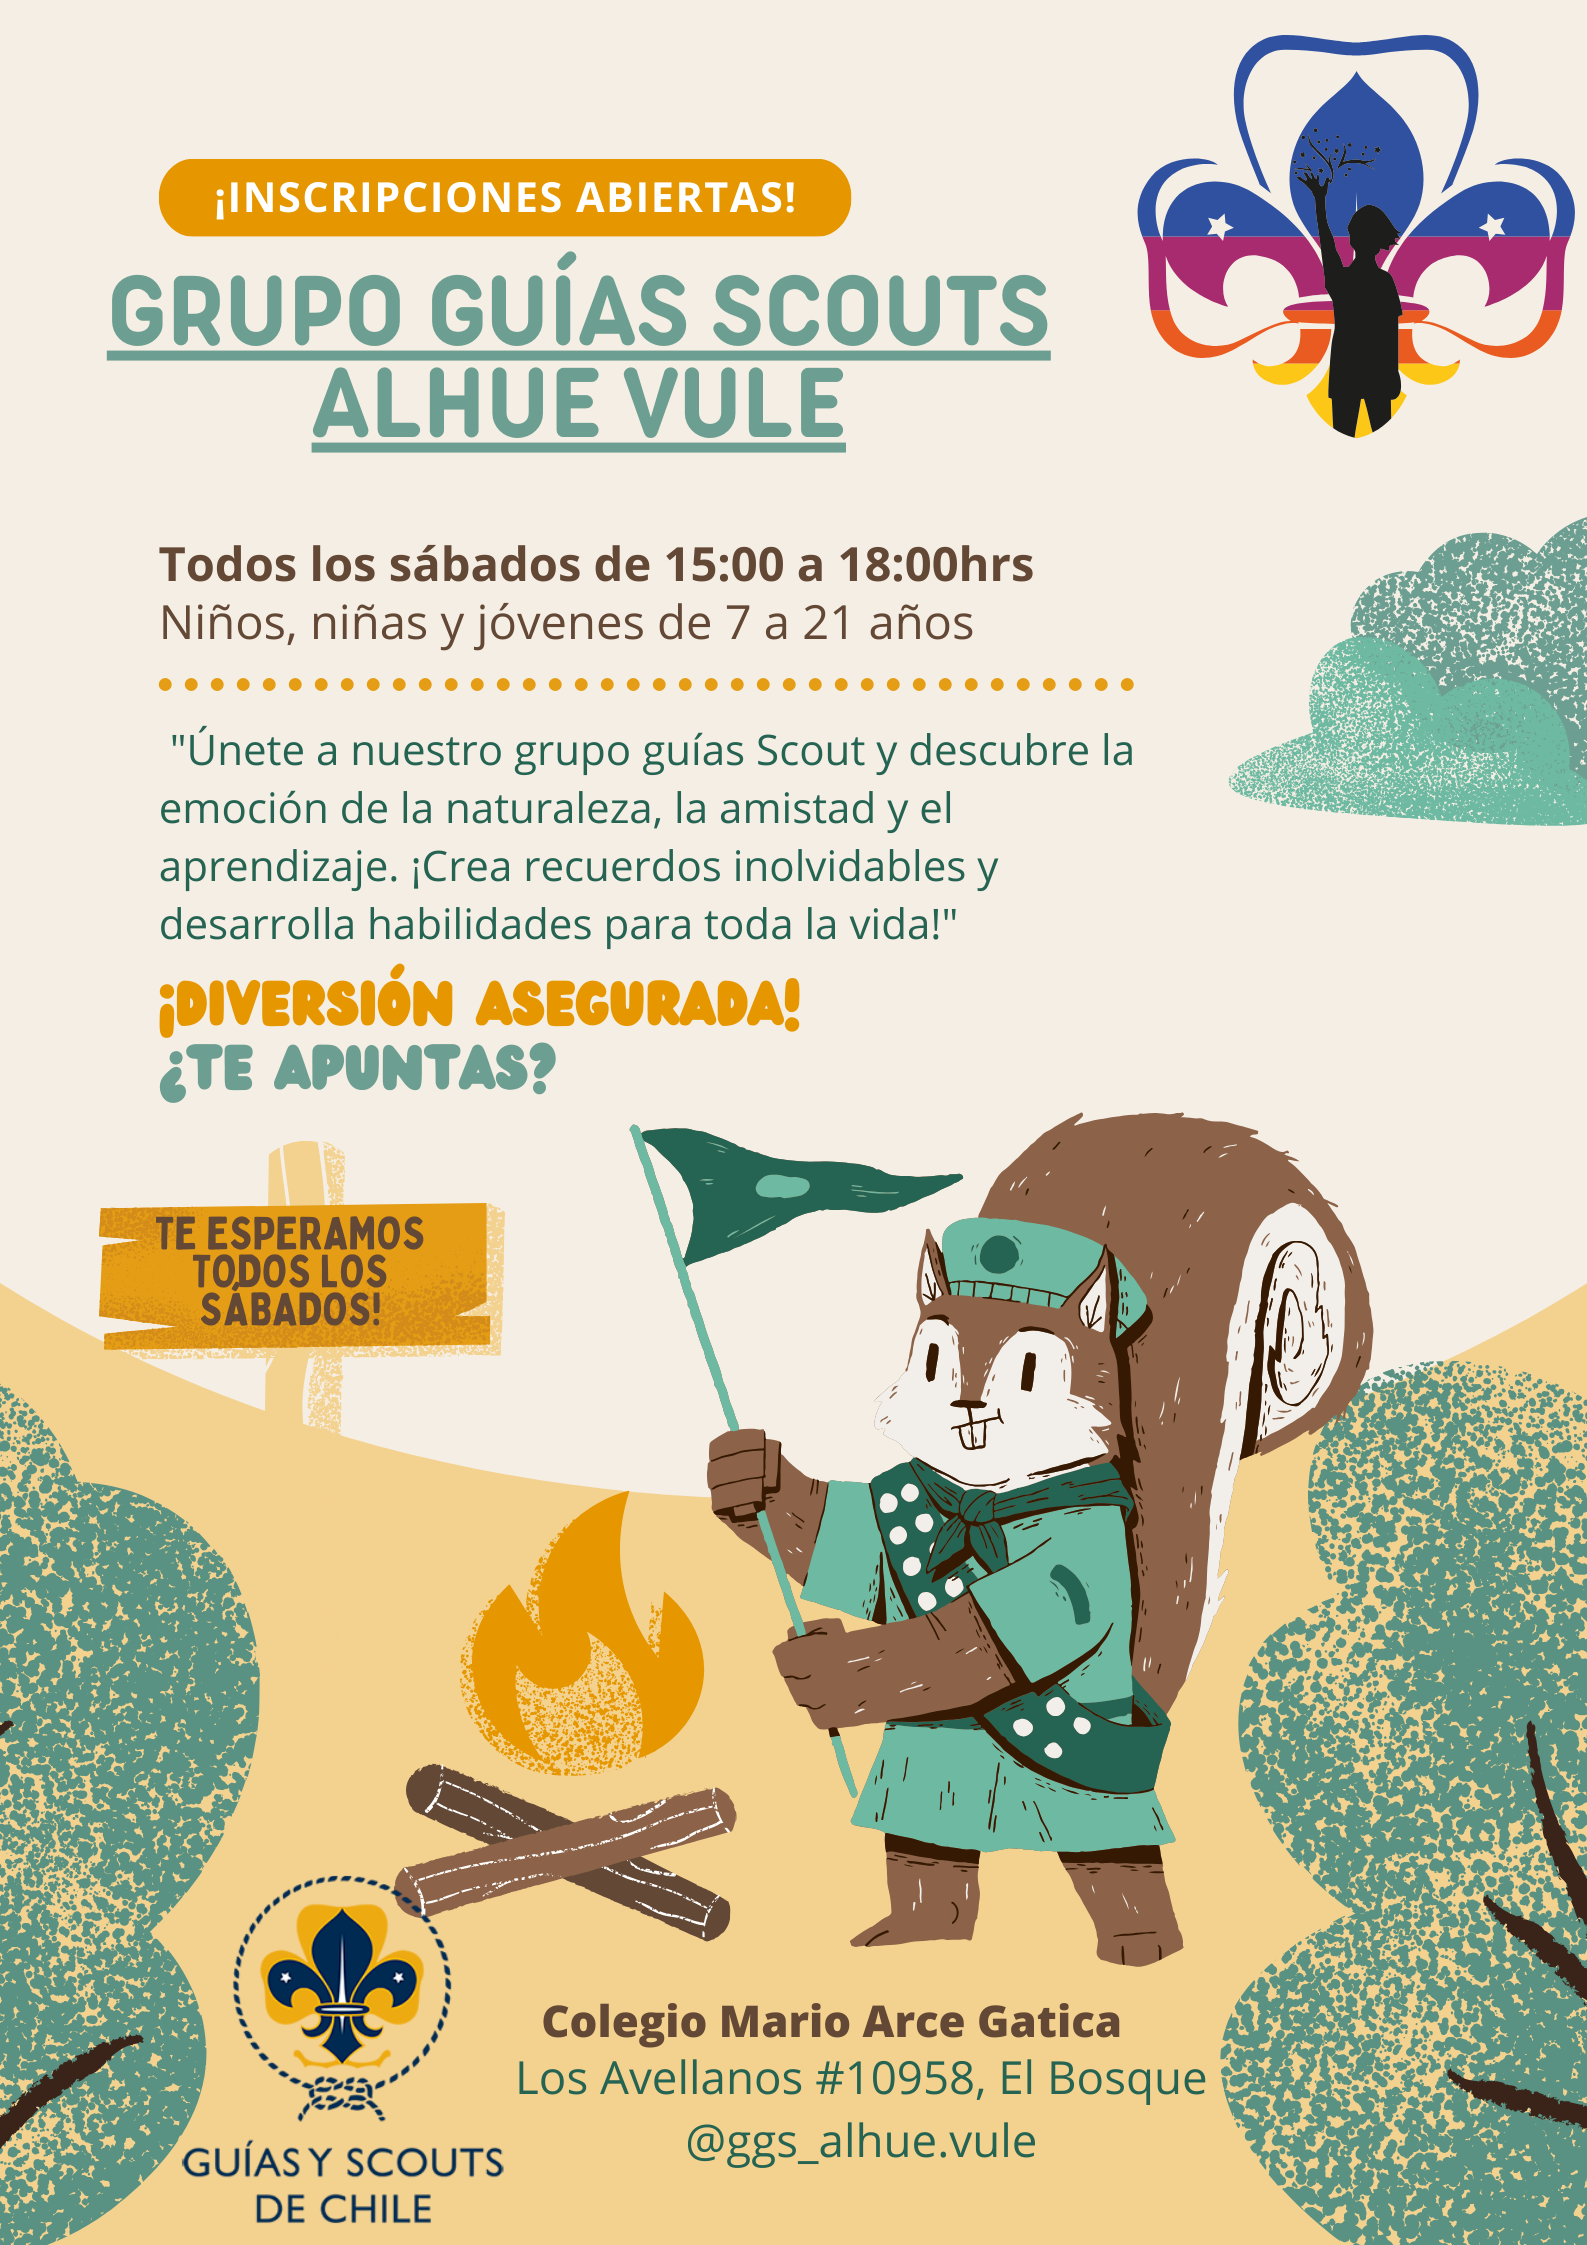 ¡INSCRIPCIONES ABIERTAS!
GRUPO GUÍAS SCOUTS
ALHUE VULE
Todos los sábados de 15:00 a 18:00hrs
Niños, niñas y jóvenes de 7 a 21 años
"Únete a nuestro grupo guías Scout y descubre la
emoción de la naturaleza, la amistad y el
aprendizaje. ¡Crea recuerdos inolvidables y
desarrolla habilidades para toda la vida!"
¡DIVERSIÓN ASEGURADA!
¿TE APUNTAS?
TE ESPERAMOS
TODOS LOS
SÁBADOS!
Colegio Mario Arce Gatica
Los Avellanos #10958, El Bosque
@ggs_alhue.vule
GUÍAS Y SCOUTS
DE CHILE